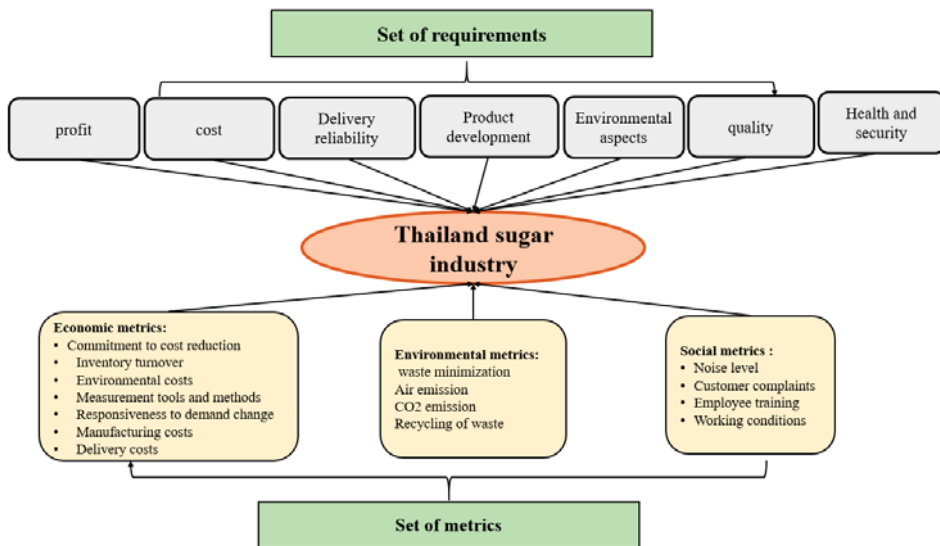 Set of requirements
profit
cost
Delivery
reliability
Product
development
Environmental
aspects
quality
Health and
security
Thailand sugar
industry
Economic metrics:
• Commitment to cost reduction
• Inventory turnover
• Environmental costs
• Measurement tools and methods
• Responsiveness to demand change
• Manufacturing costs
• Delivery costs
Environmental metrics:
waste minimization
Air emission
CO2 emission
Recycling of waste
Social metrics :
• Noise level
• Customer complaints
• Employee training
• Working conditions
Set of metrics